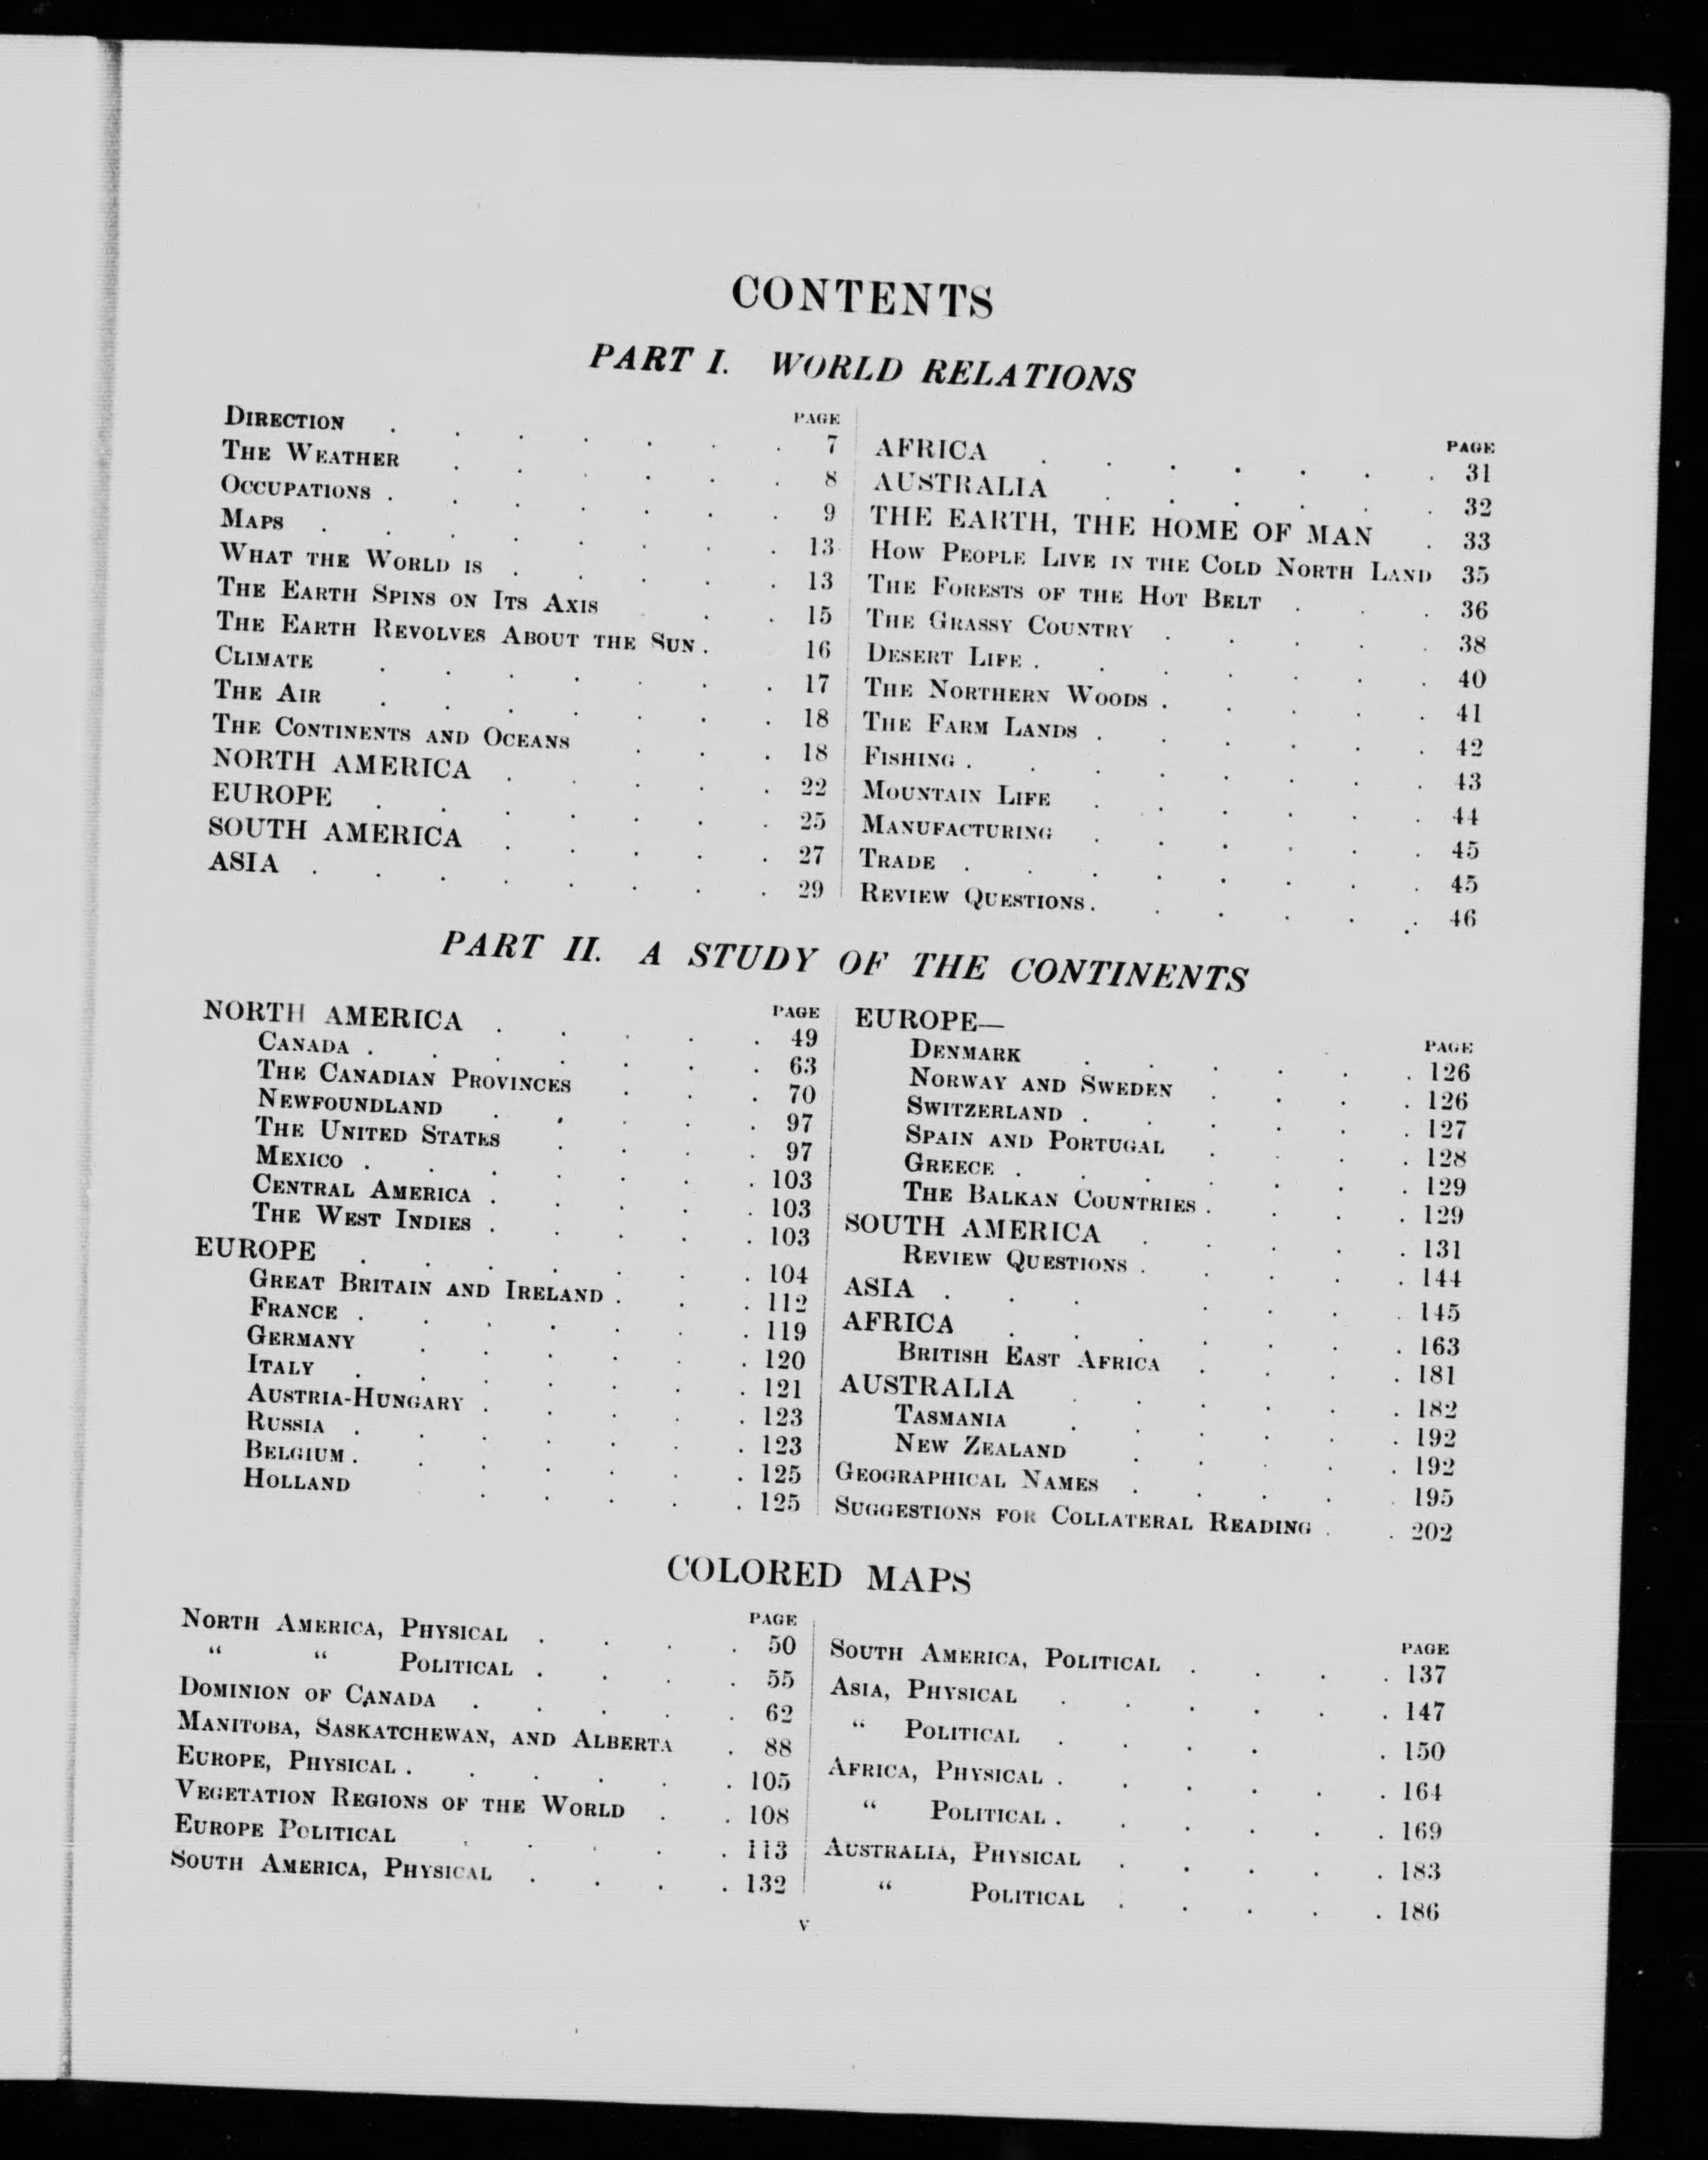 CONTENTS
PART I. WORLD RELATIONS
PAGE
DIRECTION . . . . . . . 7
THE WEATHER . . . . . . 8
OCCUPATIONS . . . . . . . 9
MAPS . . . . . . . . 13
WHAT THE WORLD IS . . . . . 13
THE EARTH SPINS ON ITS AXIS . . . 15
THE EARTH REVOLVES ABOUT THE SUN . 16
CLIMATE . . . . . . . 17
THE AIR . . . . . . . 18
THE CONTINENTS AND OCEANS . . . 18
NORTH AMERICA . . . . . 22
EUROPE . . . . . . . 25
SOUTH AMERICA . . . . . 27
ASIA . . . . . . . . 29
PAGE
AFRICA . . . . . . . 31
AUSTRALIA . . . . . . 32
THE EARTH, THE HOME OF MAN . 33
HOW PEOPLE LIVE IN THE COLD NORTH LAND 35
THE FORESTS OF THE HOT BELT . . . 36
THE GRASSY COUNTRY . . . . . 38
DESERT LIFE . . . . . . . 40
THE NORTHERN WOODS . . . . . 41
THE FARM LANDS . . . . . . 42
FISHING . . . . . . . . 43
MOUNTAIN LIFE . . . . . . 44
MANUFACTURING . . . . . . 45
TRADE . . . . . . . . 45
REVIEW QUESTIONS . . . . . . 46
PART II. A STUDY OF THE CONTINENTS
PAGE
NORTH AMERICA . . . . . 49
CANADA . . . . . . . 63
THE CANADIAN PROVINCES . . . 70
NEWFOUNDLAND . . . . . 97
THE UNITED STATES . . . . 97
MEXICO . . . . . . . 103
CENTRAL AMERICA . . . . . 103
THE WEST INDIES . . . . . 103
EUROPE . . . . . . . 104
GREAT BRITAIN AND IRELAND . . . 112
FRANCE . . . . . . . 119
GERMANY . . . . . . 120
ITALY . . . . . . . 121
AUSTRIA-HUNGARY . . . . . 123
RUSSIA . . . . . . . 123
BELGIUM . . . . . . . 125
HOLLAND . . . . . 125
EUROPE—
PAGE
DENMARK . . . . . . 126
NORWAY AND SWEDEN . . . . 126
SWITZERLAND . . . . . . 127
SPAIN AND PORTUGAL . . . . 128
GREECE . . . . . . . 129
THE BALKAN COUNTRIES . . . . 129
SOUTH AMERICA . . . . . 131
REVIEW QUESTIONS . . . . . 144
ASIA . . . . . . . 145
AFRICA . . . . . . . 163
BRITISH EAST AFRICA . . . . 181
AUSTRALIA . . . . . . 182
TASMANIA . . . . . . 192
NEW ZEALAND . . . . . 192
GEOGRAPHICAL NAMES . . . . . 195
SUGGESTIONS FOR COLLATERAL READING . . 202
COLORED MAPS
PAGE
NORTH AMERICA, PHYSICAL . . . . 50
“ “ POLITICAL . . . . 55
DOMINION OF CANADA . . . . . 62
MANITOBA, SASKATCHEWAN, AND ALBERTA . 88
EUROPE, PHYSICAL . . . . . . 105
VEGETATION REGIONS OF THE WORLD . . 108
EUROPE POLITICAL . . . . . 113
SOUTH AMERICA, PHYSICAL . . . . 132
PAGE
SOUTH AMERICA, POLITICAL . . . . 137
ASIA, PHYSICAL . . . . . . 147
“ POLITICAL . . . . . 150
AFRICA, PHYSICAL . . . . . . 164
“ POLITICAL . . . . . . 169
AUSTRALIA, PHYSICAL . . . . . 183
“ POLITICAL . . . . . 186
v